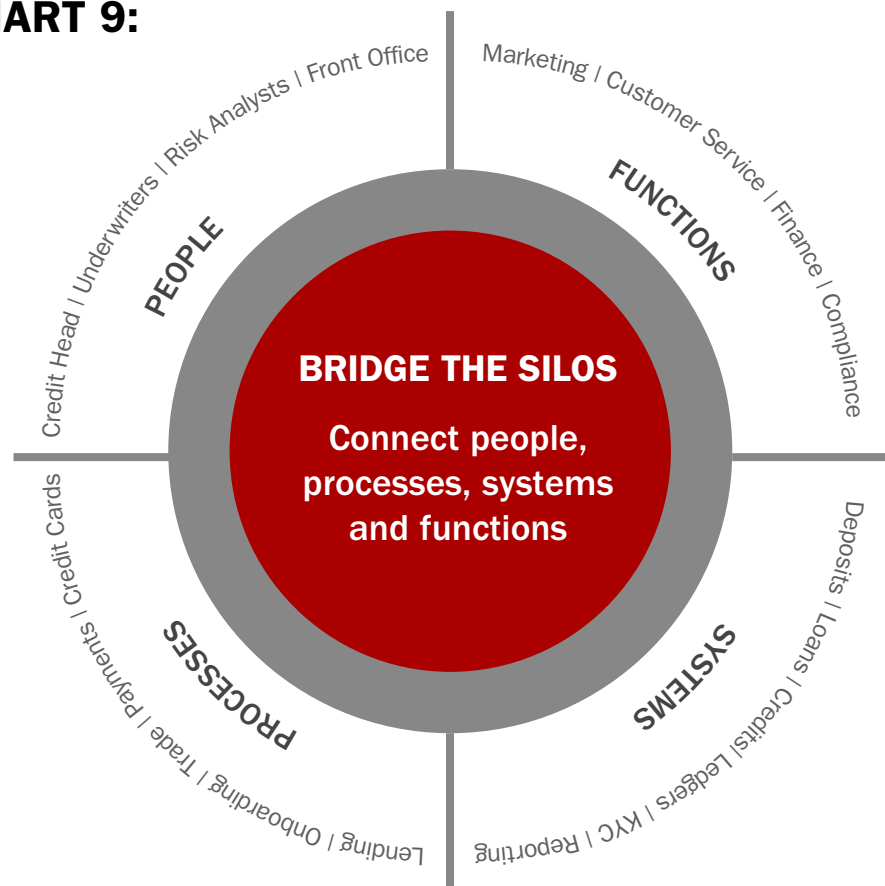 HART 9:
Credit Head | Underwriters | Risk Analysts | Front Office
PEOPLE
Marketing | Customer Service | Finance | Compliance
FUNCTIONS
BRIDGE THE SILOS
Connect people,
processes, systems
and functions
SYSTEMS
Deposits | Loans | Credits| Ledgers | KYC | Reporting
PROCESSES
Lending | Onboarding | Trade | Payments | Credit Cards